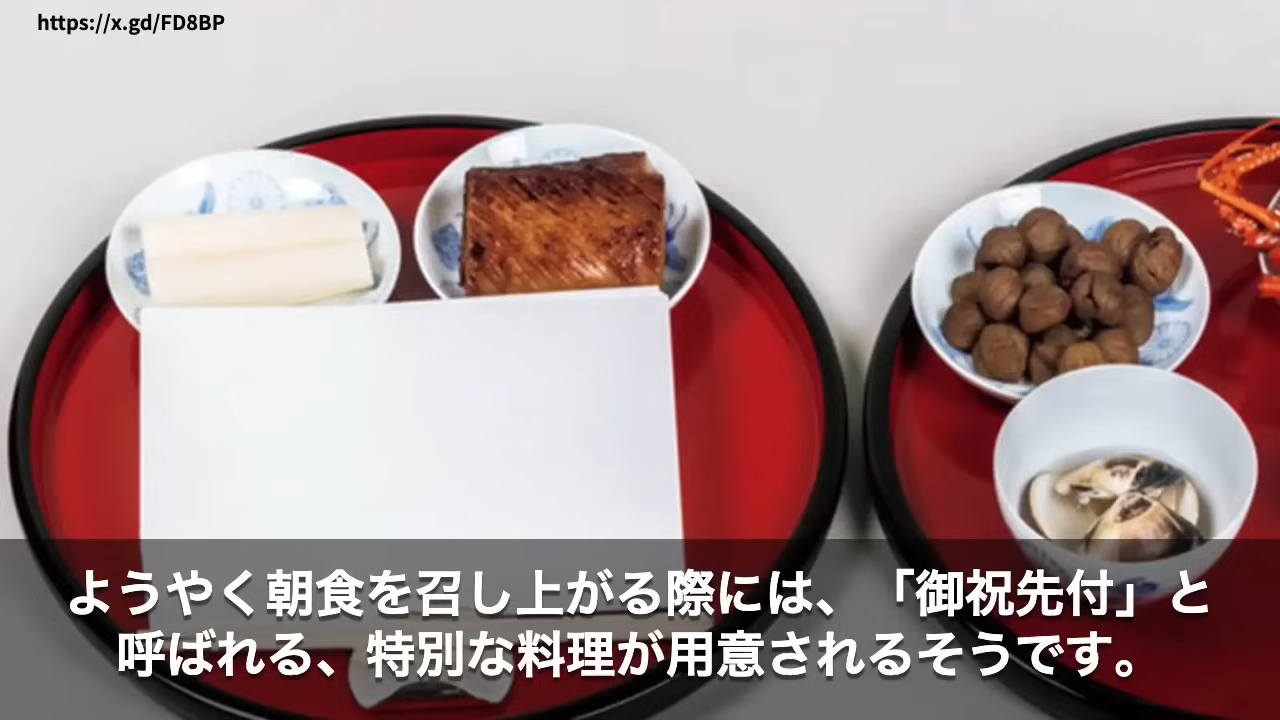 https://x.gd/FD8BP
ようやく朝食を召し上がる際には、「御祝先付」と
呼ばれる、特別な料理が用意されるそうです。